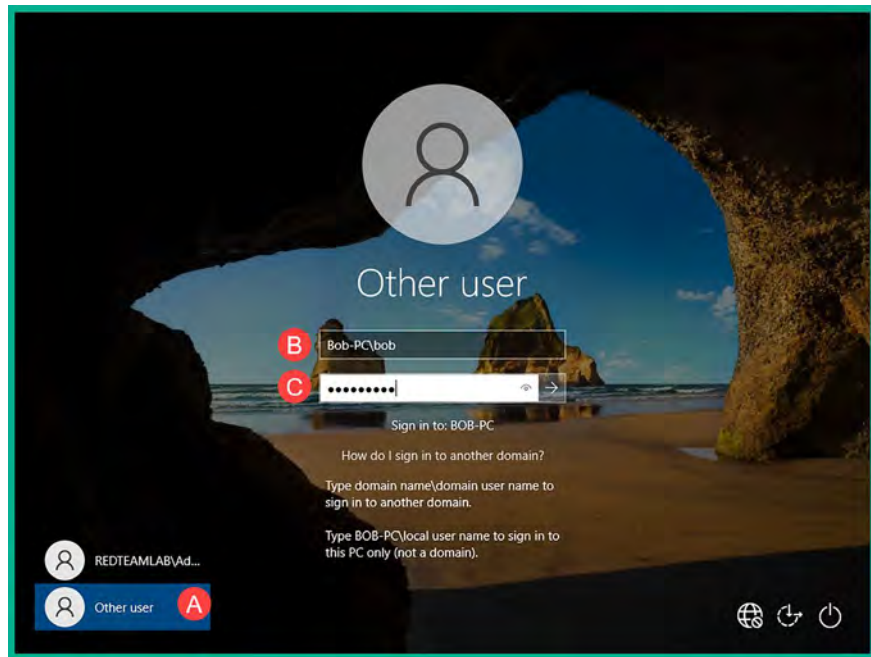 Other user
B
Bob-PC\bob
C
•••••••••
Sign in to: BOB-PC
How do I sign in to another domain?
Type domain name\domain user name to
sign in to another domain.
Type BOB-PC\local user name to sign in to
this PC only (not a domain).
REDTEAMLAB\Ad...
Other user
A